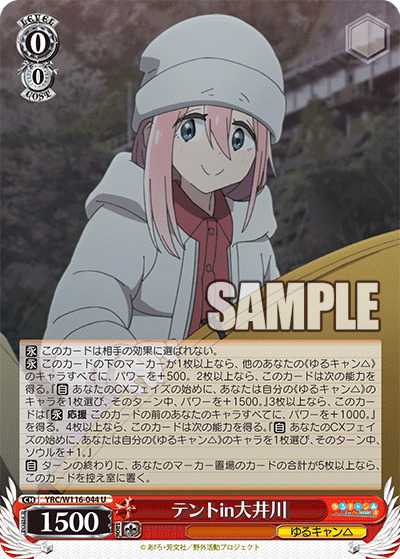 LEVEL
0
0
COST
SAMPLE
永 このカードは相手の効果に選ばれない。
永 このカードの下のマーカーが1枚以上なら、他のあなたの《ゆるキャン△》
のキャラすべてに、パワーを+500。2枚以上なら、このカードは次の能力を
得る。『自 あなたのCXフェイズの始めに、あなたは自分の《ゆるキャン△》の
キャラを1枚選び、そのターン中、パワーを+1500。』3枚以上なら、このカー
ドは『永 応援 このカードの前のあなたのキャラすべてに、パワーを+1000。』
を得る。4枚以上なら、このカードは次の能力を得る。『自 あなたのCXフェイ
ズの始めに、あなたは自分の《ゆるキャン△》のキャラを1枚選び、そのターン中、
ソウルを+1。』
自 ターンの終わりに、あなたのマーカー置場のカードの合計が5枚以上なら、
このカードを控え室に置く。
CH YRC/W116-044 U
1500
テントin大井川
ゆるキャン△
©あfろ・芳文社／野外活動プロジェクト